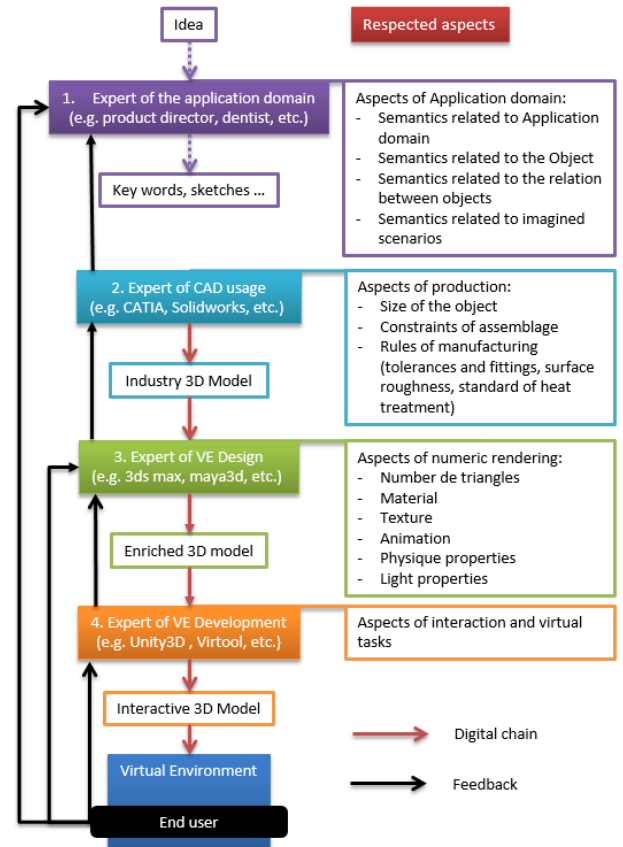 Idea
Respected aspects
1. Expert of the application domain
(e.g. product director, dentist, etc.)
Aspects of Application domain:
- Semantics related to Application
domain
- Semantics related to the Object
- Semantics related to the relation
between objects
- Semantics related to imagined
scenarios
Key words, sketches ...
2. Expert of CAD usage
(e.g. CATIA, Solidworks, etc.)
Aspects of production:
- Size of the object
- Constraints of assemblage
- Rules of manufacturing
(tolerances and fittings, surface
roughness, standard of heat
treatment)
Industry 3D Model
3. Expert of VE Design
(e.g. 3ds max, maya3d, etc.)
Aspects of numeric rendering:
- Number de triangles
- Material
- Texture
- Animation
- Physique properties
- Light properties
Enriched 3D model
4. Expert of VE Development
(e.g. Unity3D , Virtool, etc.)
Aspects of interaction and virtual
tasks
Interactive 3D Model
Digital chain
Virtual Environment
Feedback
End user